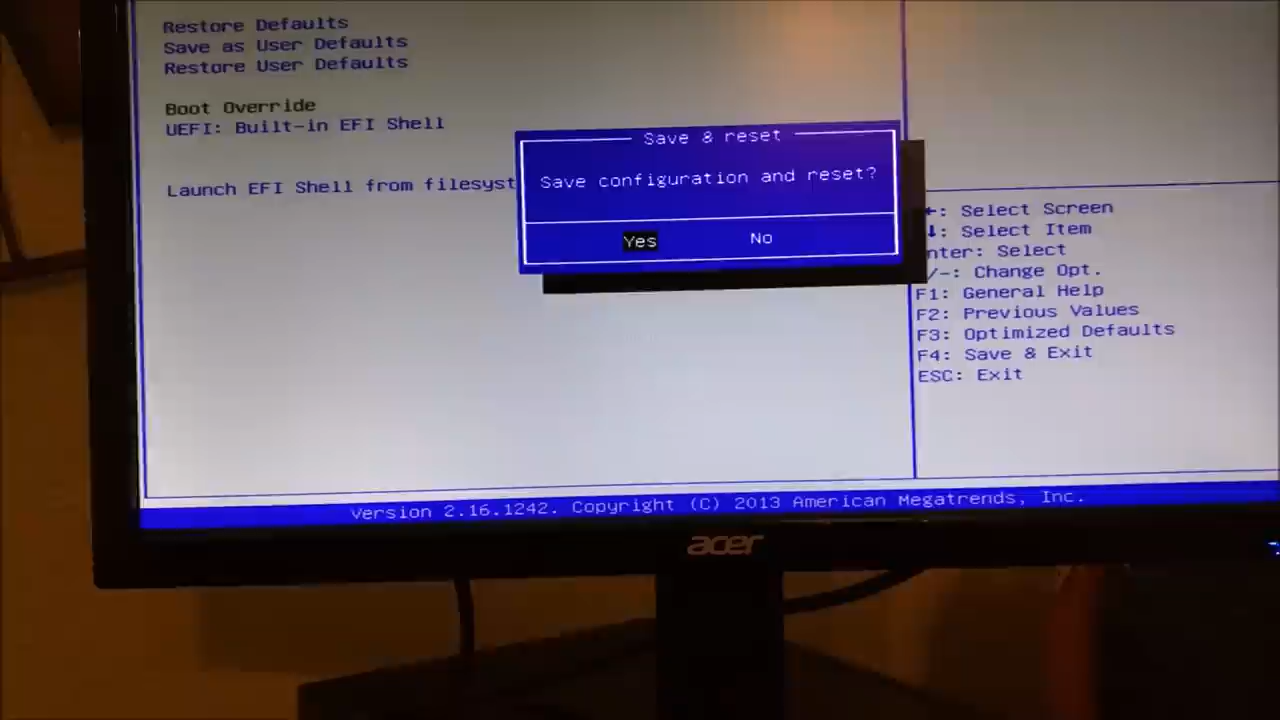 Restore Defaults
Save as User Defaults
Restore User Defaults
Boot Override
UEFI: Built-in EFI Shell
Launch EFI Shell from filesyst
Save & reset
Save configuration and reset?
Yes No
: Select Screen
: Select Item
nter: Select
/-: Change Opt.
F1: General Help
F2: Previous Values
F3: Optimized Defaults
F4: Save & Exit
ESC: Exit
Version 2.16.1242. Copyright (C) 2013 American Megatrends, Inc.
acer